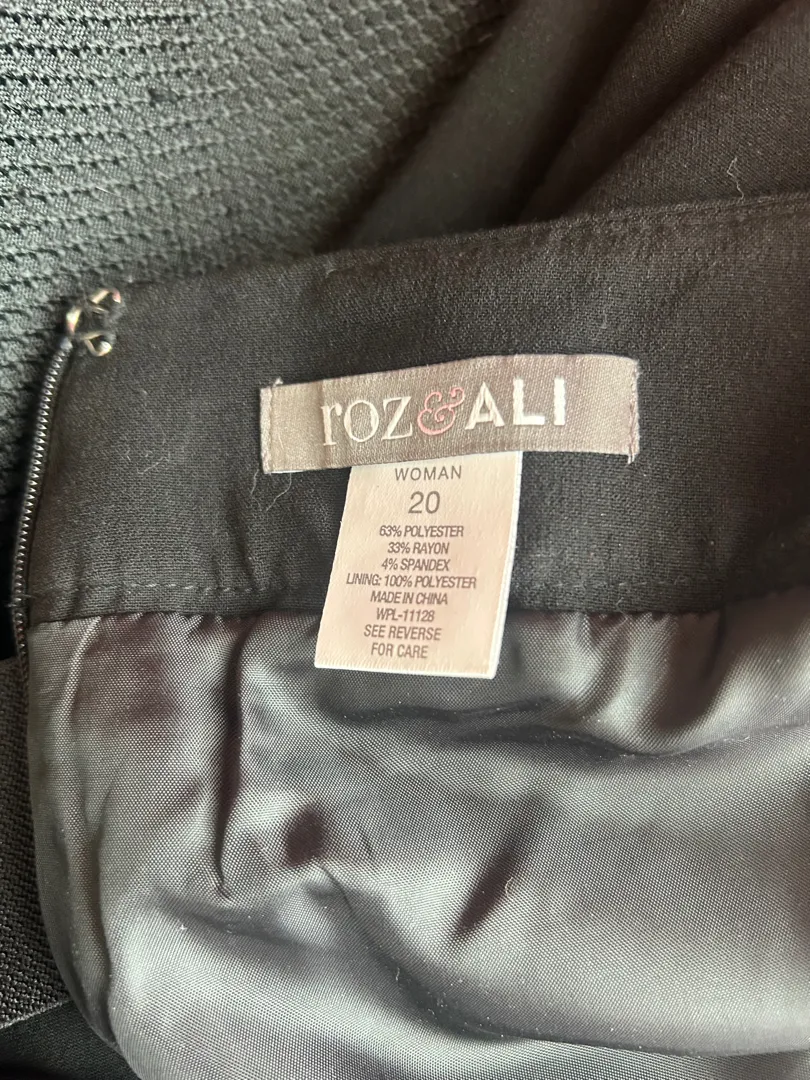 roz&ALI
WOMAN
20
63% POLYESTER
33% RAYON
4% SPANDEX
LINING: 100% POLYESTER
MADE IN CHINA
WPL-11128
SEE REVERSE
FOR CARE